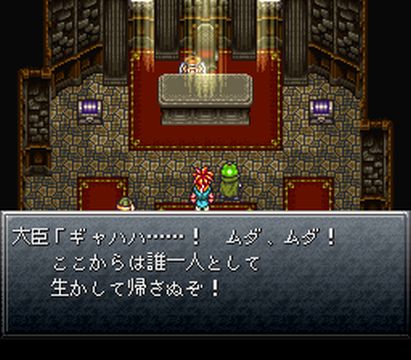 大臣「ギャハハ……！　ムダ、ムダ！
ここからは誰一人として
生かして帰さぬぞ！